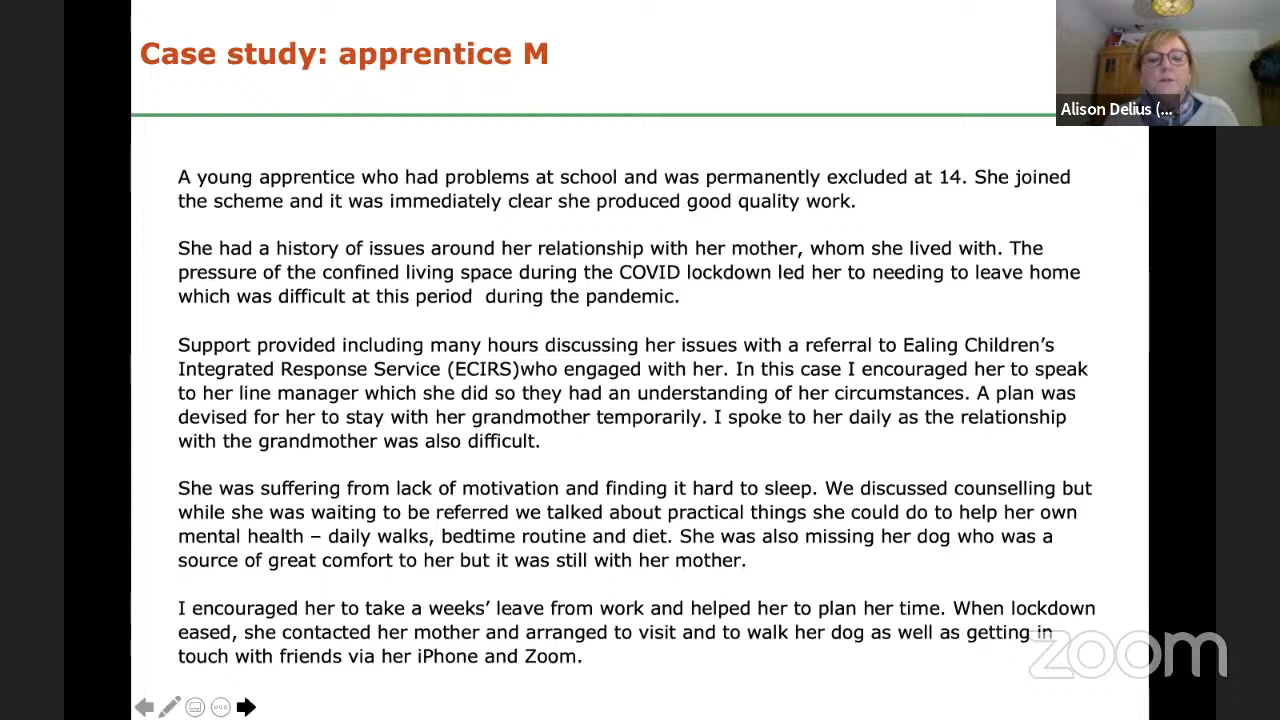 Case study: apprentice M
Alison Delius (...
A young apprentice who had problems at school and was permanently excluded at 14. She joined
the scheme and it was immediately clear she produced good quality work.
She had a history of issues around her relationship with her mother, whom she lived with. The
pressure of the confined living space during the COVID lockdown led her to needing to leave home
which was difficult at this period  during the pandemic.
Support provided including many hours discussing her issues with a referral to Ealing Children’s
Integrated Response Service (ECIRS)who engaged with her. In this case I encouraged her to speak
to her line manager which she did so they had an understanding of her circumstances. A plan was
devised for her to stay with her grandmother temporarily. I spoke to her daily as the relationship
with the grandmother was also difficult.
She was suffering from lack of motivation and finding it hard to sleep. We discussed counselling but
while she was waiting to be referred we talked about practical things she could do to help her own
mental health – daily walks, bedtime routine and diet. She was also missing her dog who was a
source of great comfort to her but it was still with her mother.
I encouraged her to take a weeks’ leave from work and helped her to plan her time. When lockdown
eased, she contacted her mother and arranged to visit and to walk her dog as well as getting in
touch with friends via her iPhone and Zoom.
zoom